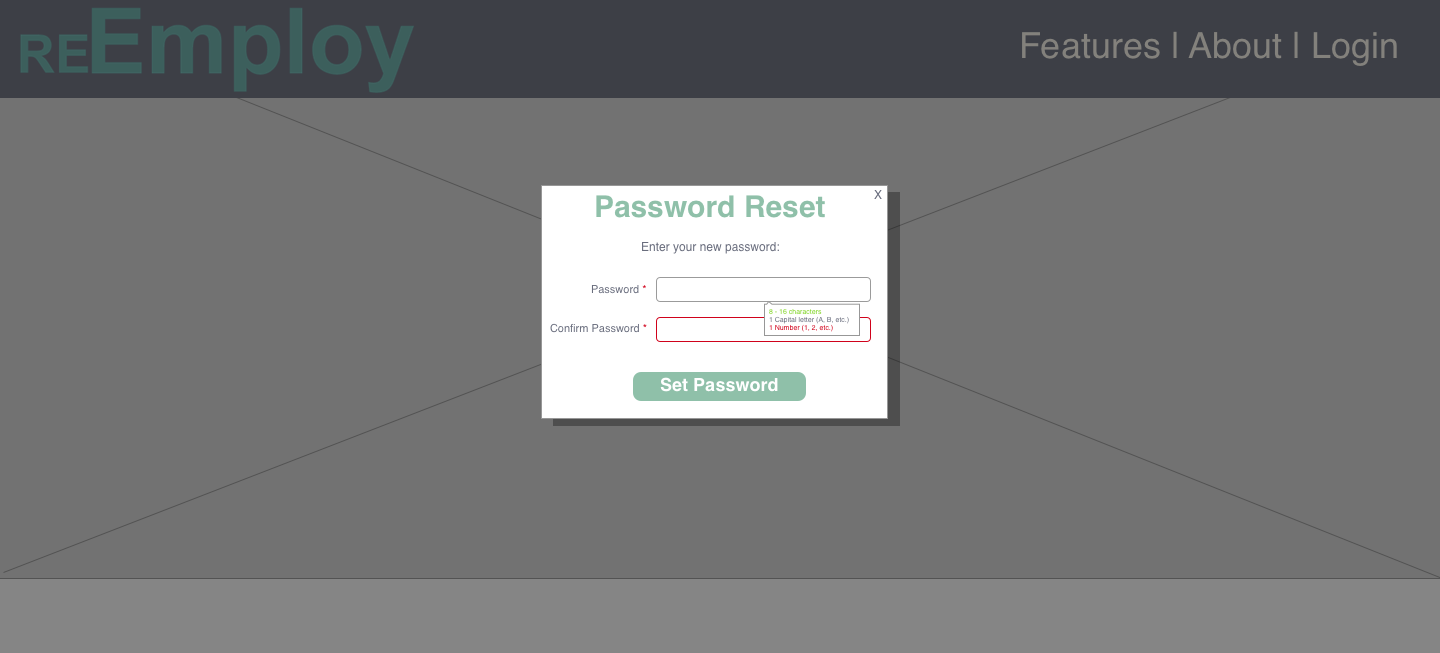 REEmploy
Features | About | Login
X
Password Reset
Enter your new password:
Password *
8 - 16 characters
1 Capital letter (A, B, etc.)
1 Number (1, 2, etc.)
Confirm Password *
Set Password